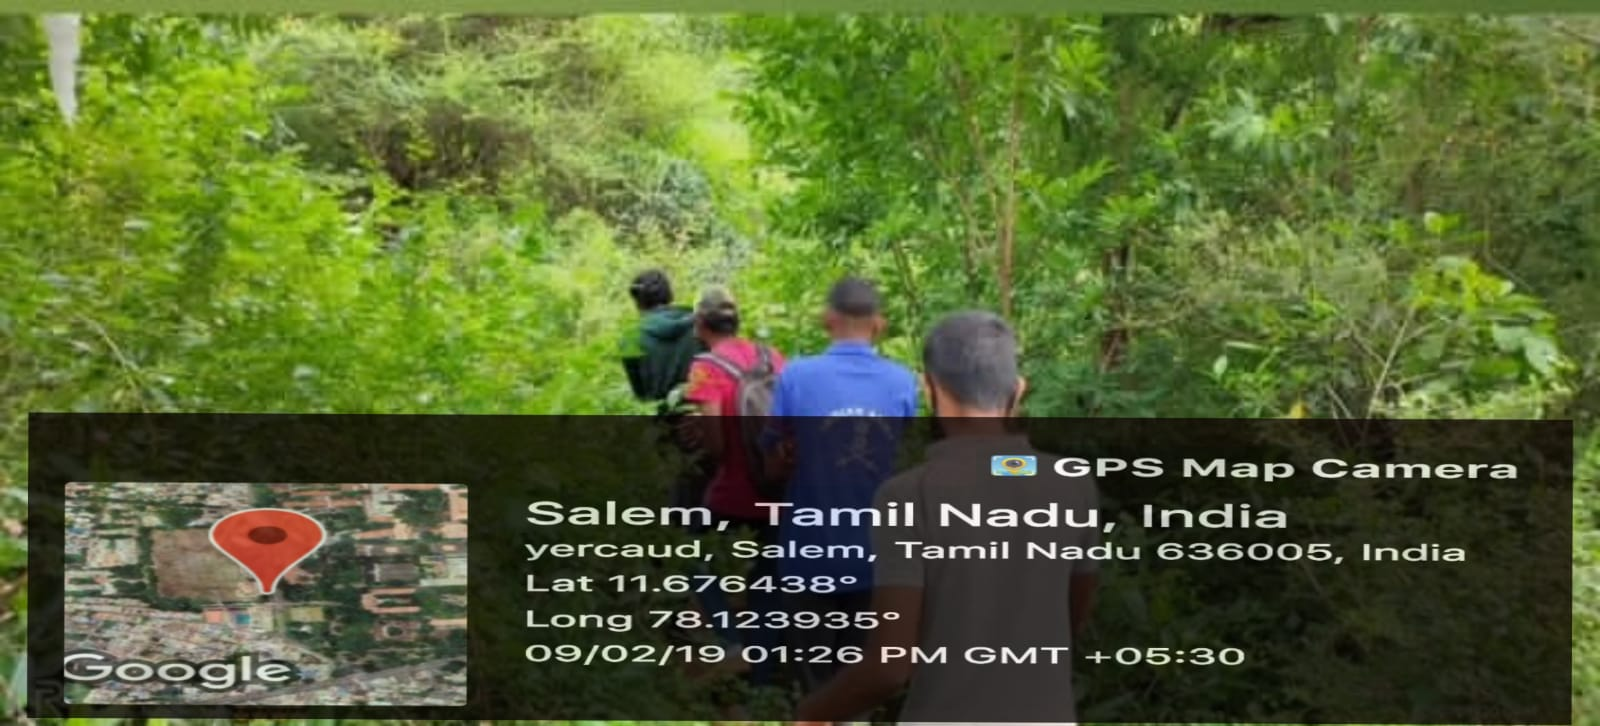 GPS Map Camera
Salem, Tamil Nadu, India
yercaud, Salem, Tamil Nadu 636005, India
Lat 11.676438°
Long 78.123935°
09/02/19 01:26 PM GMT +05:30
Google